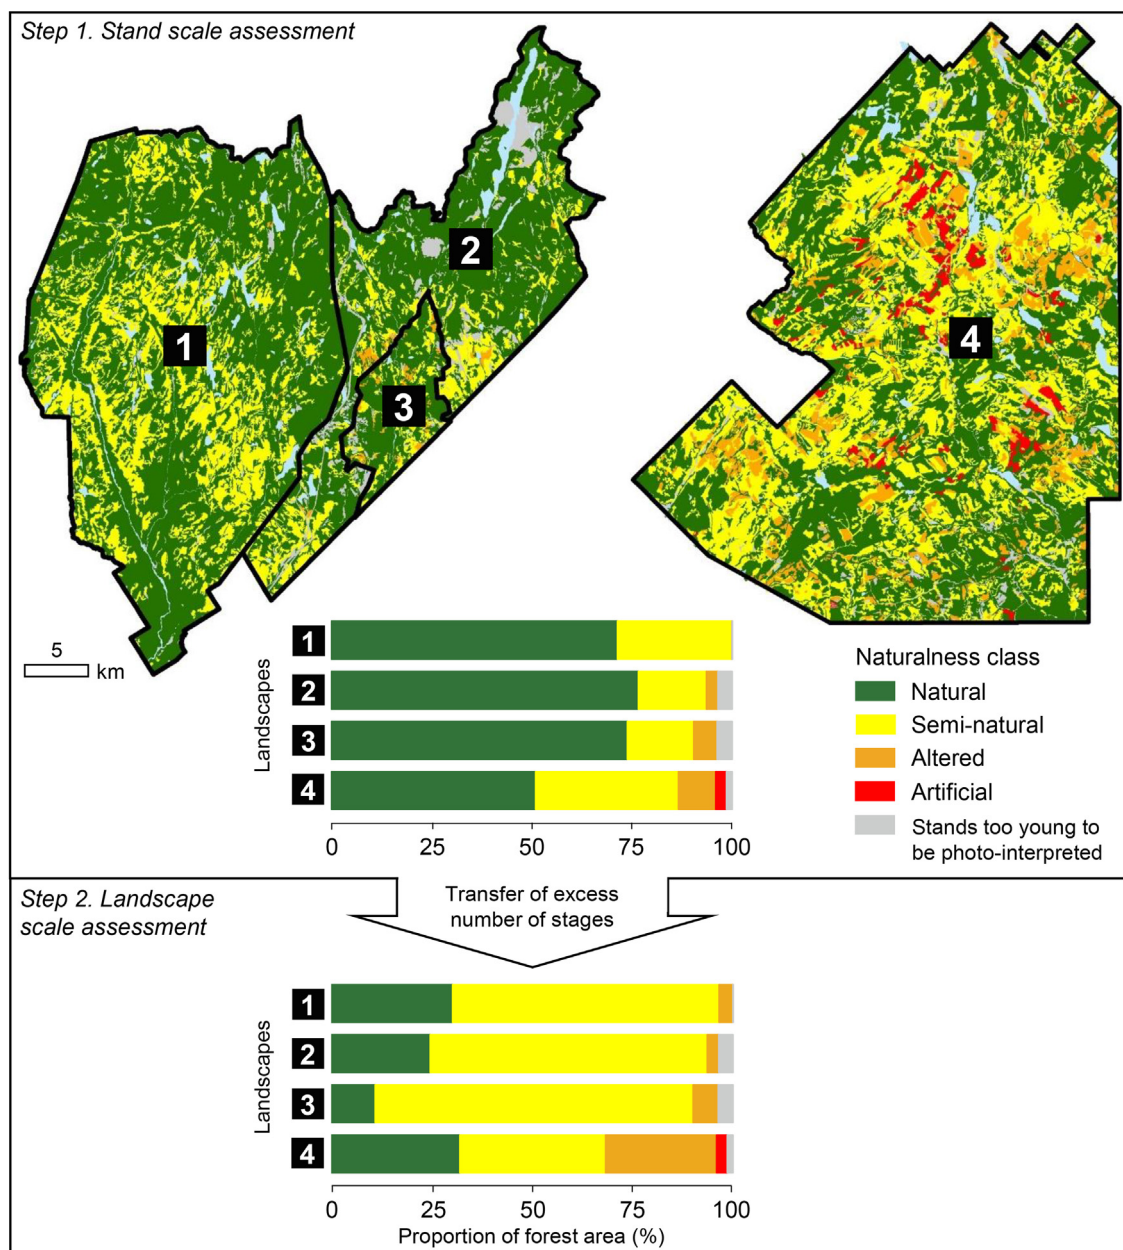 Step 1. Stand scale assessment
2
1
4
3
5
km
Landscapes
1
2
3
4
0 25 50 75 100
Naturalness class
Natural
Semi-natural
Altered
Artificial
Stands too young to
be photo-interpreted
Step 2. Landscape
scale assessment
Transfer of excess
number of stages
Landscapes
1
2
3
4
0 25 50 75 100
Proportion of forest area (%)